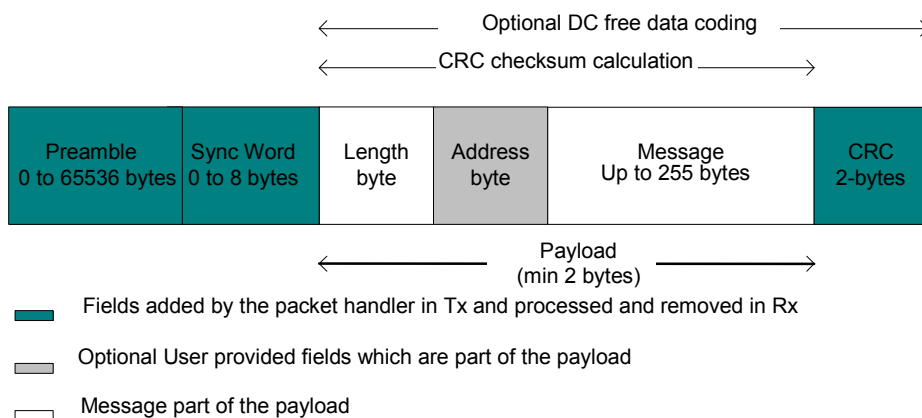 Optional DC free data coding
CRC checksum calculation
Preamble
0 to 65536 bytes
Sync Word
0 to 8 bytes
Length
byte
Address
byte
Message
Up to 255 bytes
CRC
2-bytes
Payload
(min 2 bytes)
Fields added by the packet handler in Tx and processed and removed in Rx
Optional User provided fields which are part of the payload
Message part of the payload